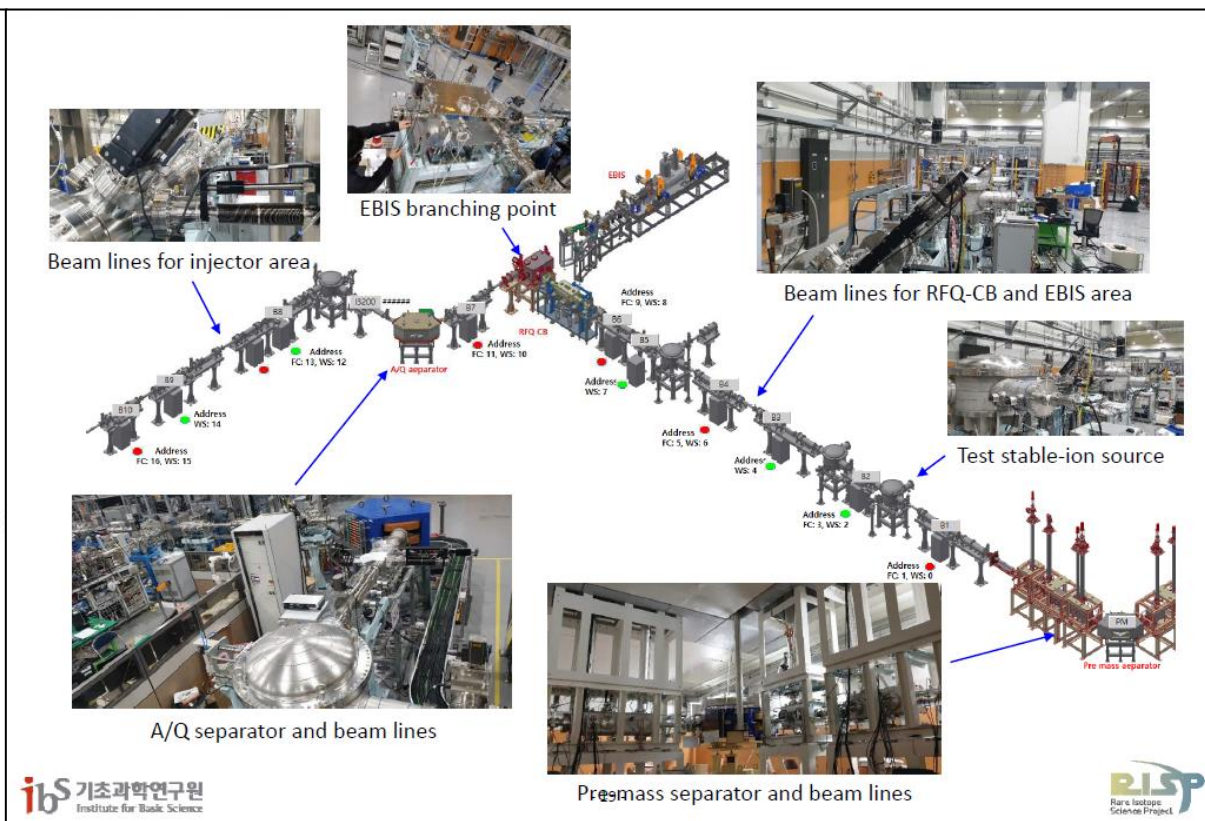 EBIS branching point
Beam lines for injector area
EBIS
Beam lines for RFQ-CB and EBIS area
Test stable-ion source
B8
I3200 ######
A/Q aeparator
B7
RFQ CB
Address
FC: 9, WS: 8
B6
B5
Address
FC: 13, WS: 12
Address
FC: 11, WS: 10
B9
B10
Address
WS: 14
Address
FC: 16, WS: 15
Address
WS: 7
B4
Address
FC: 5, WS: 6
B3
Address
WS: 4
B2
Address
FC: 3, WS: 2
B1
Address
FC: 1, WS: 0
PM
Pre mass aeparator
A/Q separator and beam lines
Pre-mass separator and beam lines
ibS 기초과학연구원
Institute for Basic Science
RISP
Rare Isotope
Science Project